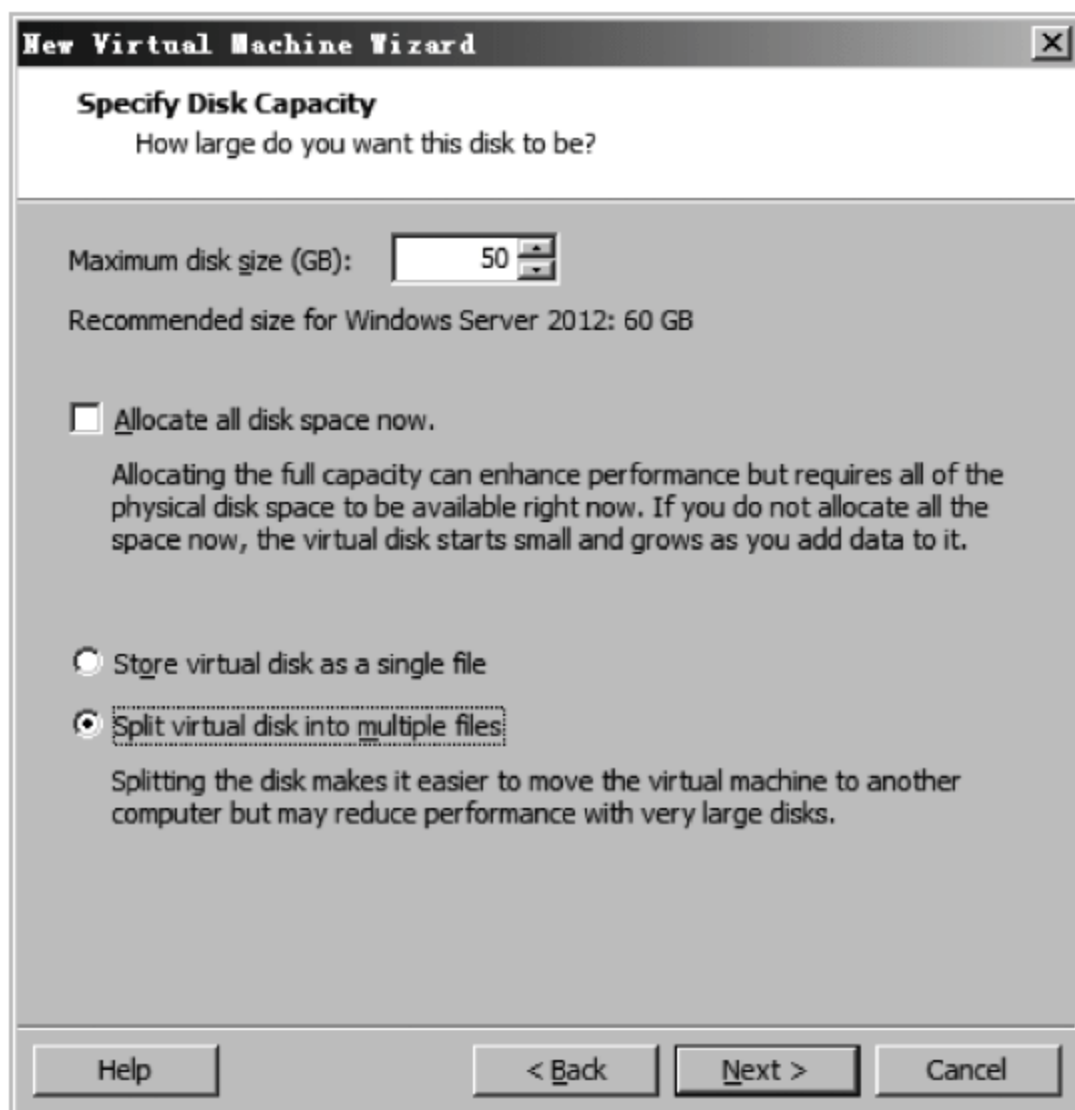 New Virtual Machine Wizard
Specify Disk Capacity
How large do you want this disk to be?
Maximum disk size (GB): 50
Recommended size for Windows Server 2012: 60 GB
Allocate all disk space now.
Allocating the full capacity can enhance performance but requires all of the
physical disk space to be available right now. If you do not allocate all the
space now, the virtual disk starts small and grows as you add data to it.
Store virtual disk as a single file
Split virtual disk into multiple files
Splitting the disk makes it easier to move the virtual machine to another
computer but may reduce performance with very large disks.
Help < Back Next > Cancel